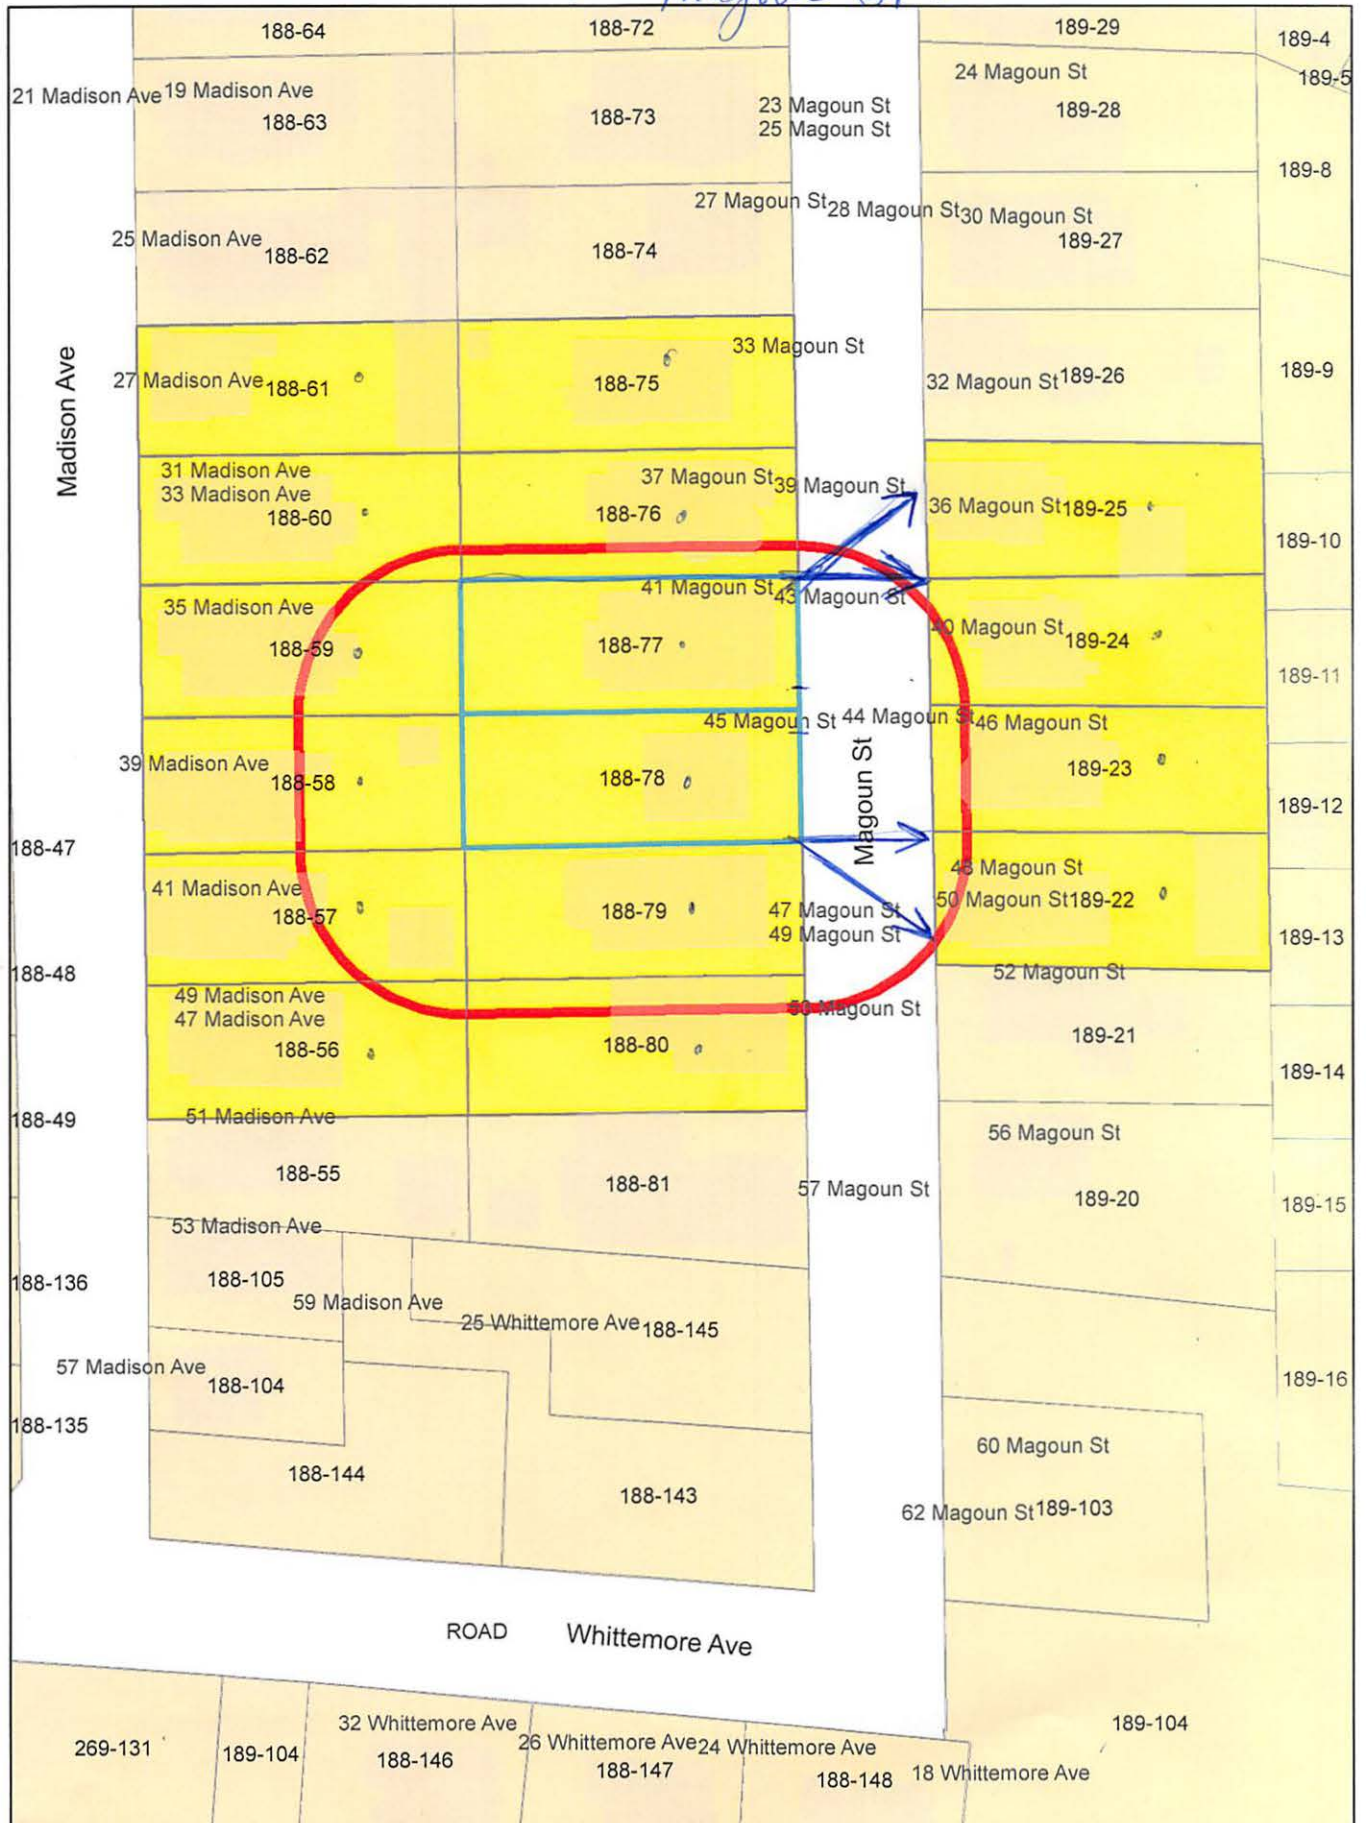 Magoun St
188-64
188-72
189-29
189-4
24 Magoun St
189-5
21 Madison Ave
19 Madison Ave
188-63
188-73
23 Magoun St
25 Magoun St
189-28
189-8
27 Magoun St
28 Magoun St
30 Magoun St
25 Madison Ave
188-62
188-74
189-27
33 Magoun St
27 Madison Ave
188-61
188-75
32 Magoun St
189-26
189-9
Madison Ave
31 Madison Ave
33 Madison Ave
188-60
37 Magoun St
39 Magoun St
188-76
36 Magoun St
189-25
189-10
41 Magoun St
43 Magoun St
35 Madison Ave
188-59
188-77
40 Magoun St
189-24
189-11
45 Magoun St
44 Magoun St
46 Magoun St
39 Madison Ave
188-58
188-78
Magoun St
189-23
189-12
188-47
48 Magoun St
41 Madison Ave
188-57
188-79
47 Magoun St
49 Magoun St
50 Magoun St
189-22
189-13
188-48
52 Magoun St
49 Madison Ave
47 Madison Ave
188-56
188-80
Magoun St
189-21
189-14
188-49
51 Madison Ave
188-55
188-81
57 Magoun St
56 Magoun St
189-20
189-15
53 Madison Ave
188-105
188-136
59 Madison Ave
25 Whittemore Ave
188-145
57 Madison Ave
188-104
189-16
188-135
188-144
188-143
60 Magoun St
62 Magoun St
189-103
ROAD
Whittemore Ave
269-131
189-104
32 Whittemore Ave
188-146
26 Whittemore Ave
188-147
24 Whittemore Ave
188-148
18 Whittemore Ave
189-104